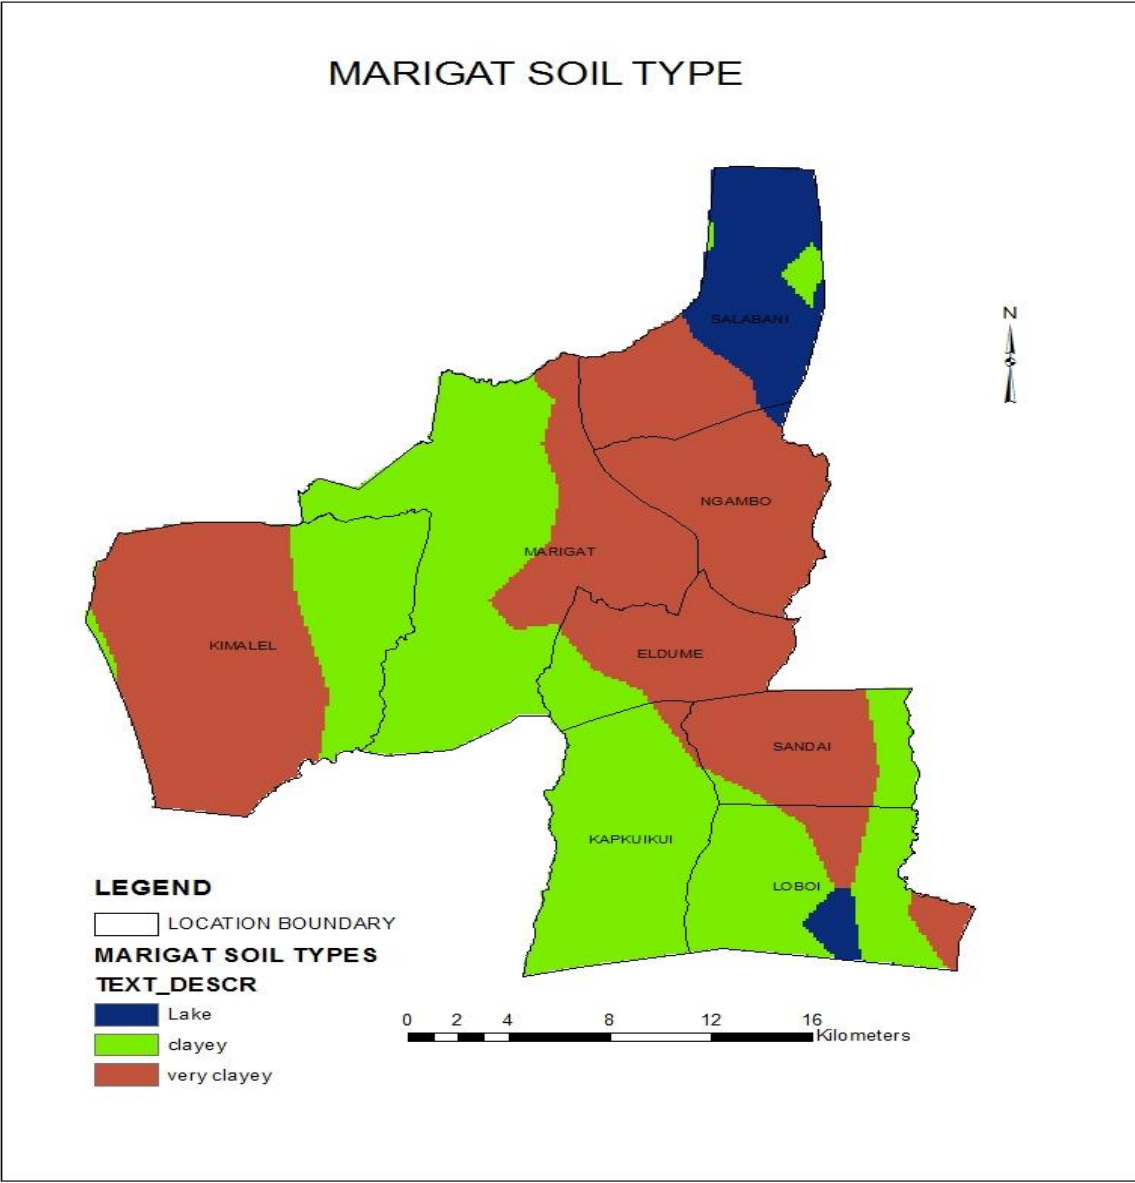 MARIGAT SOIL TYPE
N
SALABANI
NGAMBO
MARIGAT
KIMALEL
ELDUME
SANDAI
KAPKUIKUI
LOBOI
LEGEND
LOCATION BOUNDARY
MARIGAT SOIL TYPES
TEXT_DESCR
Lake
clayey
very clayey
0 2 4 8 12 16
Kilometers